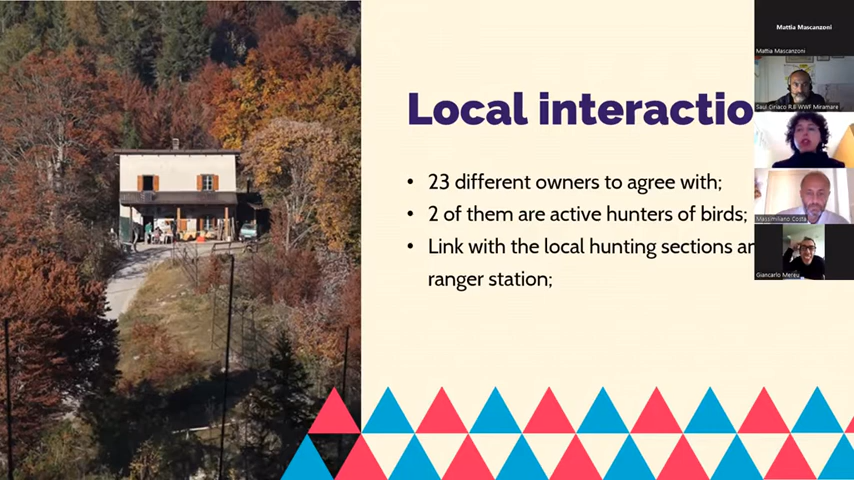 Local interactio
• 23 different owners to agree with;
• 2 of them are active hunters of birds;
• Link with the local hunting sections an
ranger station;
Mattia Mascanzoni
Mattia Mascanzoni
Saul Ciriaco R.B WWF Miramare
Massimiliano Costa
Giancarlo Mereu